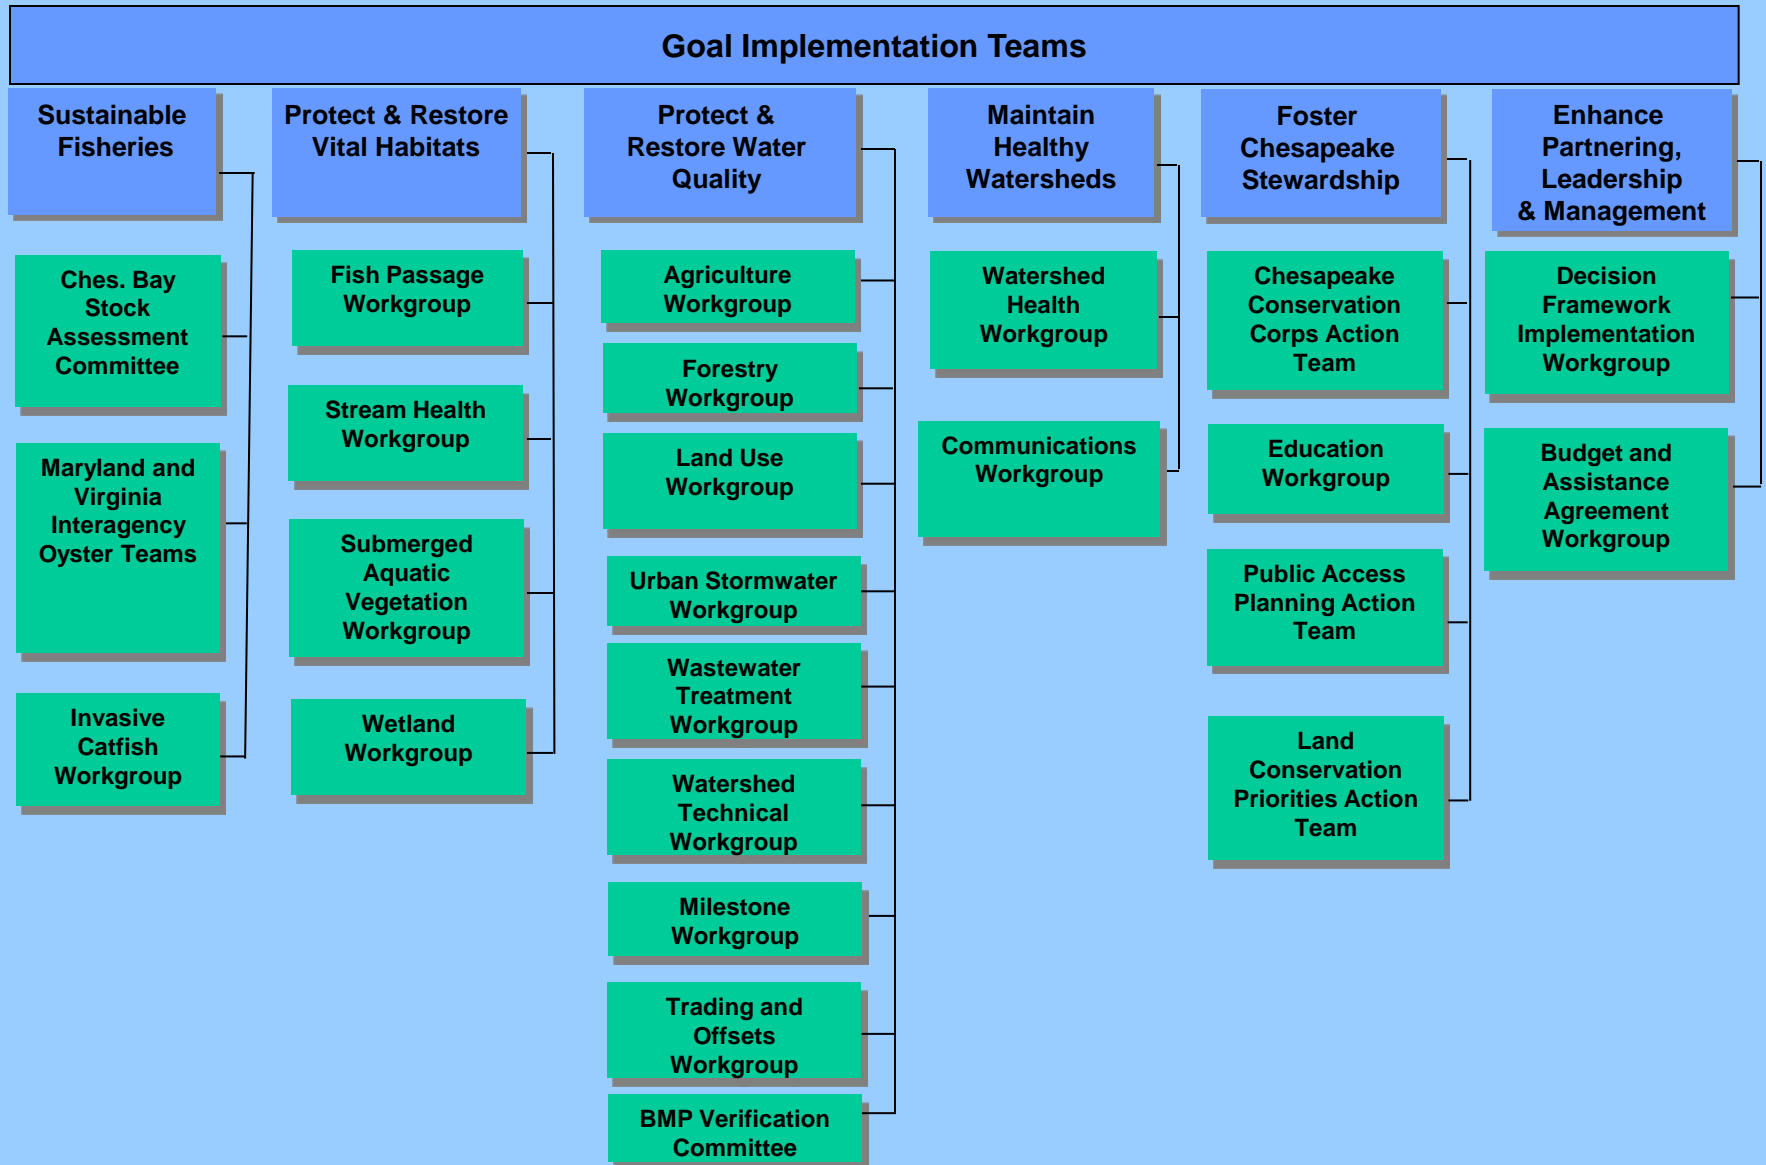 Goal Implementation Teams
Sustainable
Fisheries
Ches. Bay
Stock
Assessment
Committee
Maryland and
Virginia
Interagency
Oyster Teams
Invasive
Catfish
Workgroup
Protect & Restore
Vital Habitats
Fish Passage
Workgroup
Stream Health
Workgroup
Submerged
Aquatic
Vegetation
Workgroup
Wetland
Workgroup
Protect &
Restore Water
Quality
Agriculture
Workgroup
Forestry
Workgroup
Land Use
Workgroup
Urban Stormwater
Workgroup
Wastewater
Treatment
Workgroup
Watershed
Technical
Workgroup
Milestone
Workgroup
Trading and
Offsets
Workgroup
BMP Verification
Committee
Maintain
Healthy
Watersheds
Watershed
Health
Workgroup
Communications
Workgroup
Foster
Chesapeake
Stewardship
Chesapeake
Conservation
Corps Action
Team
Education
Workgroup
Public Access
Planning Action
Team
Land
Conservation
Priorities Action
Team
Enhance
Partnering,
Leadership
& Management
Decision
Framework
Implementation
Workgroup
Budget and
Assistance
Agreement
Workgroup